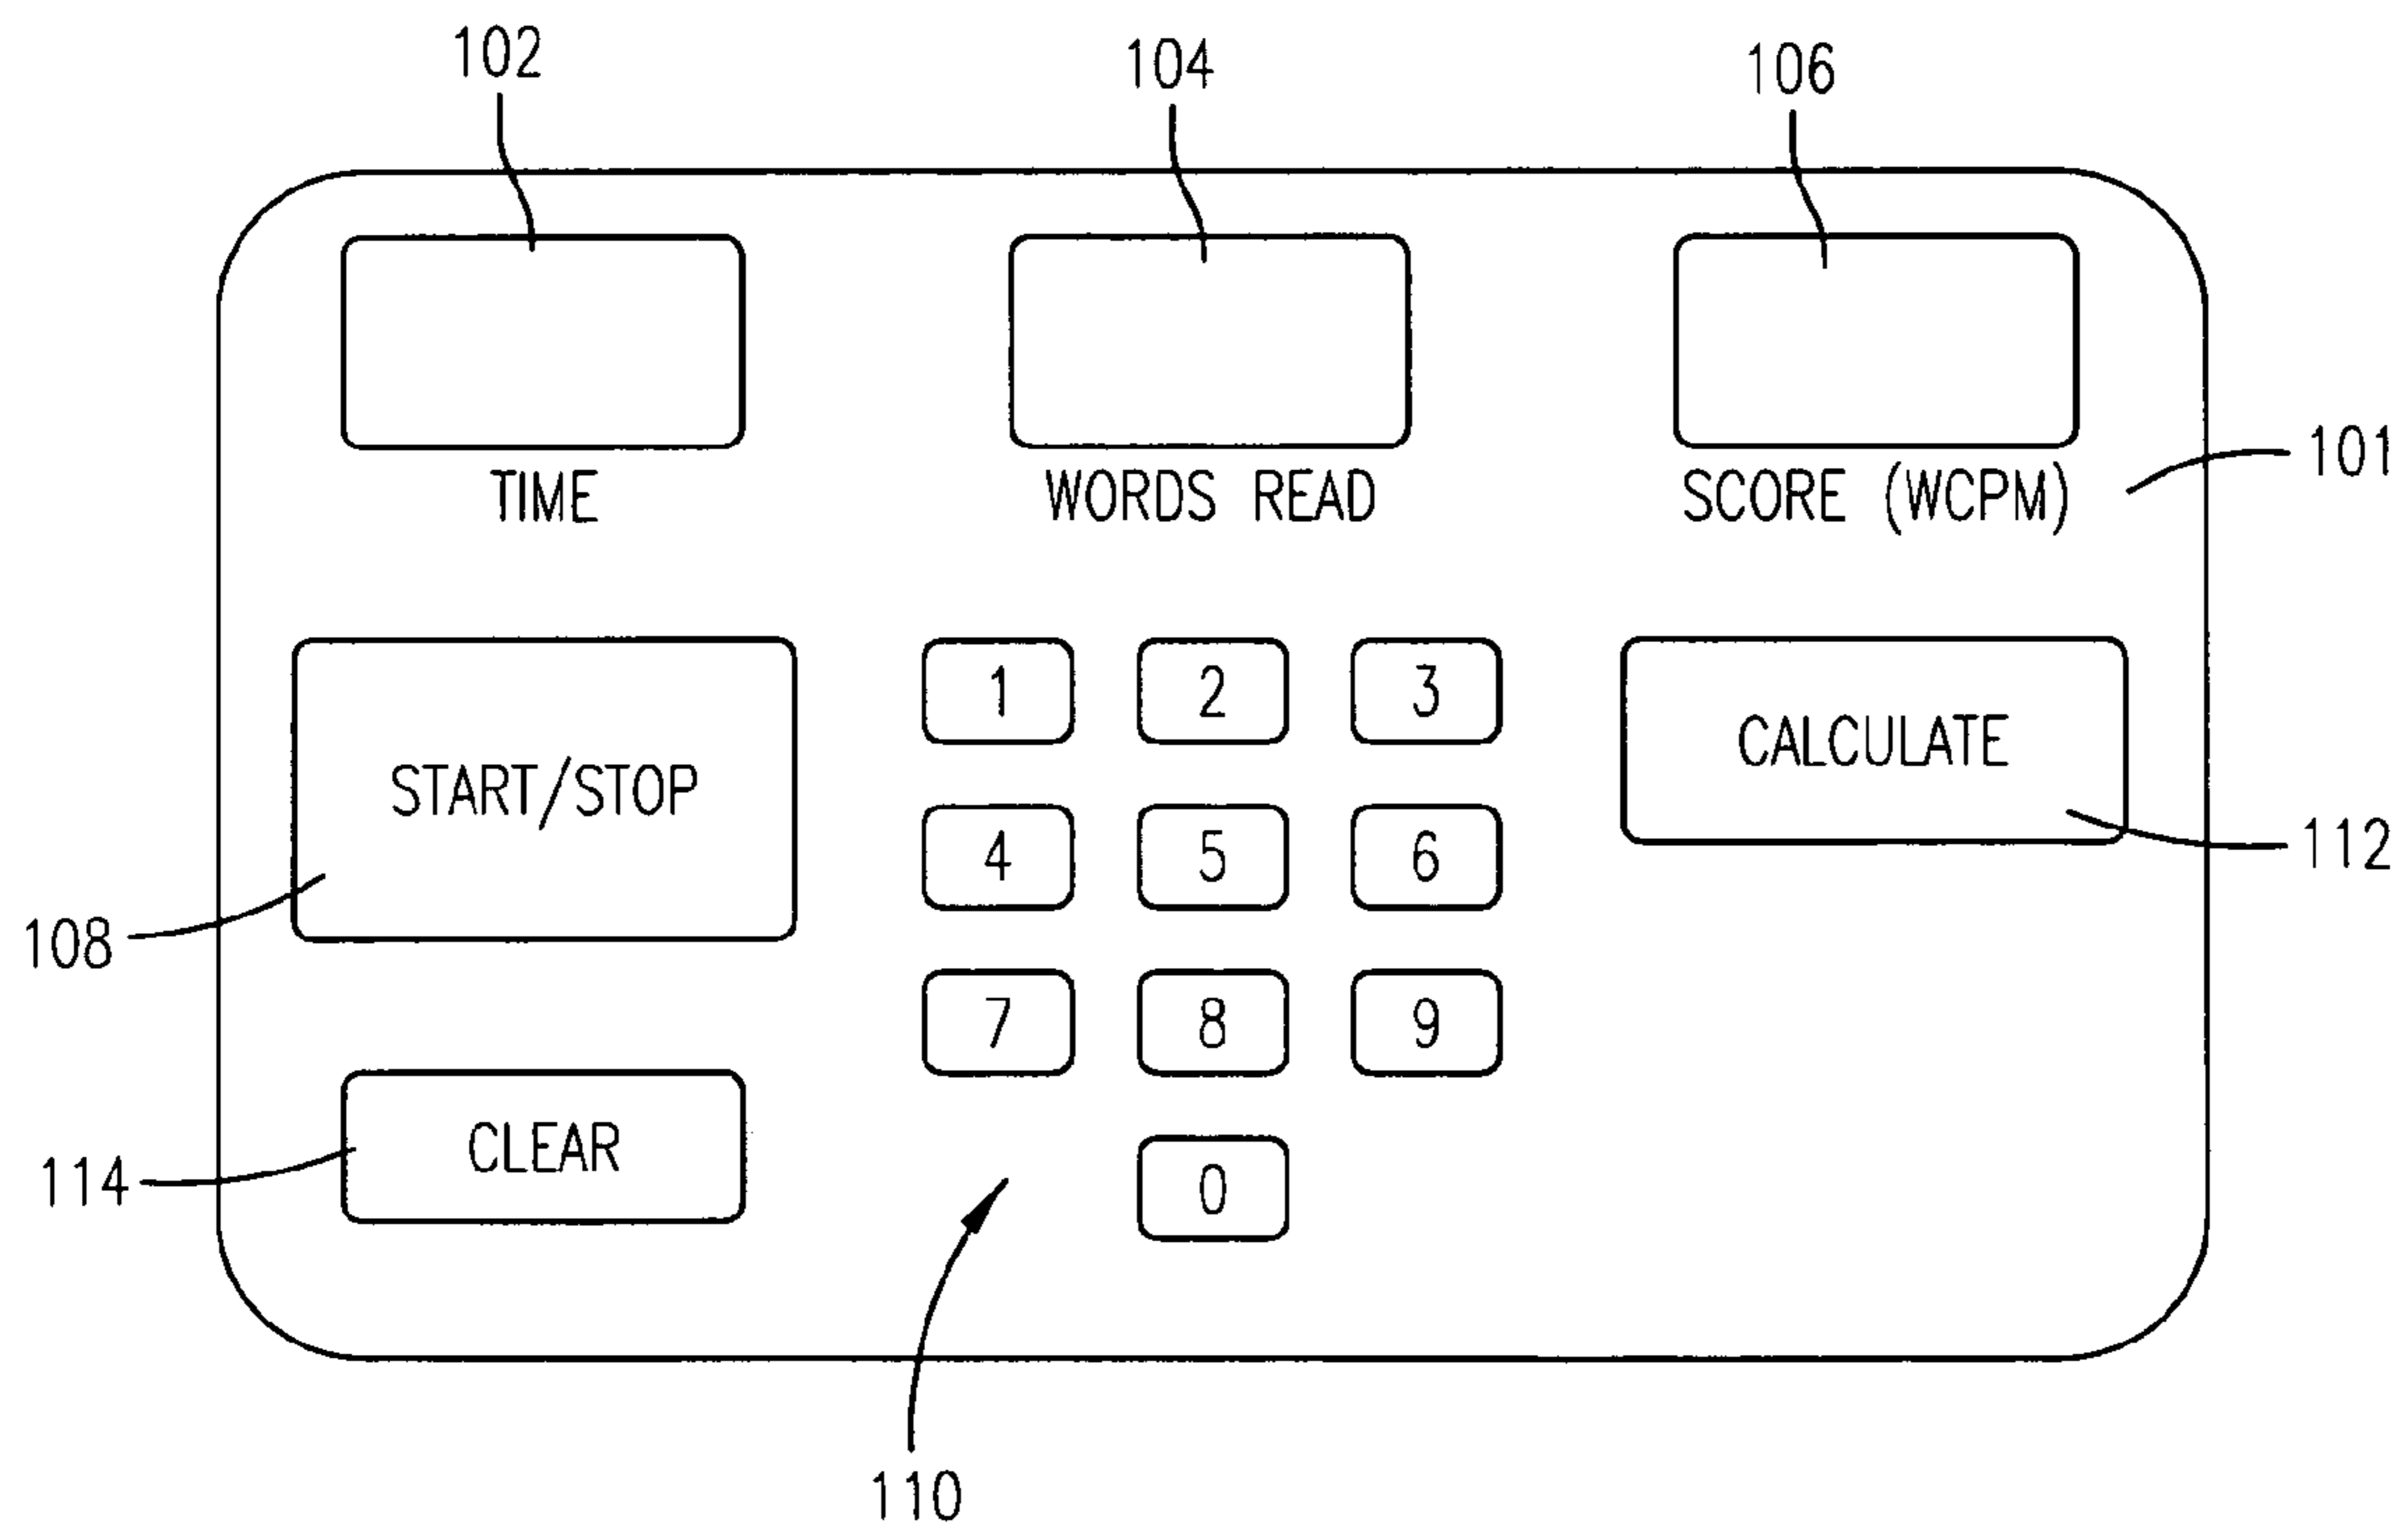 102
104
106
TIME
WORDS READ
SCORE (WCPM)
101
START/STOP
1 2 3
4 5 6
7 8 9
0
CALCULATE
112
108
CLEAR
114
110